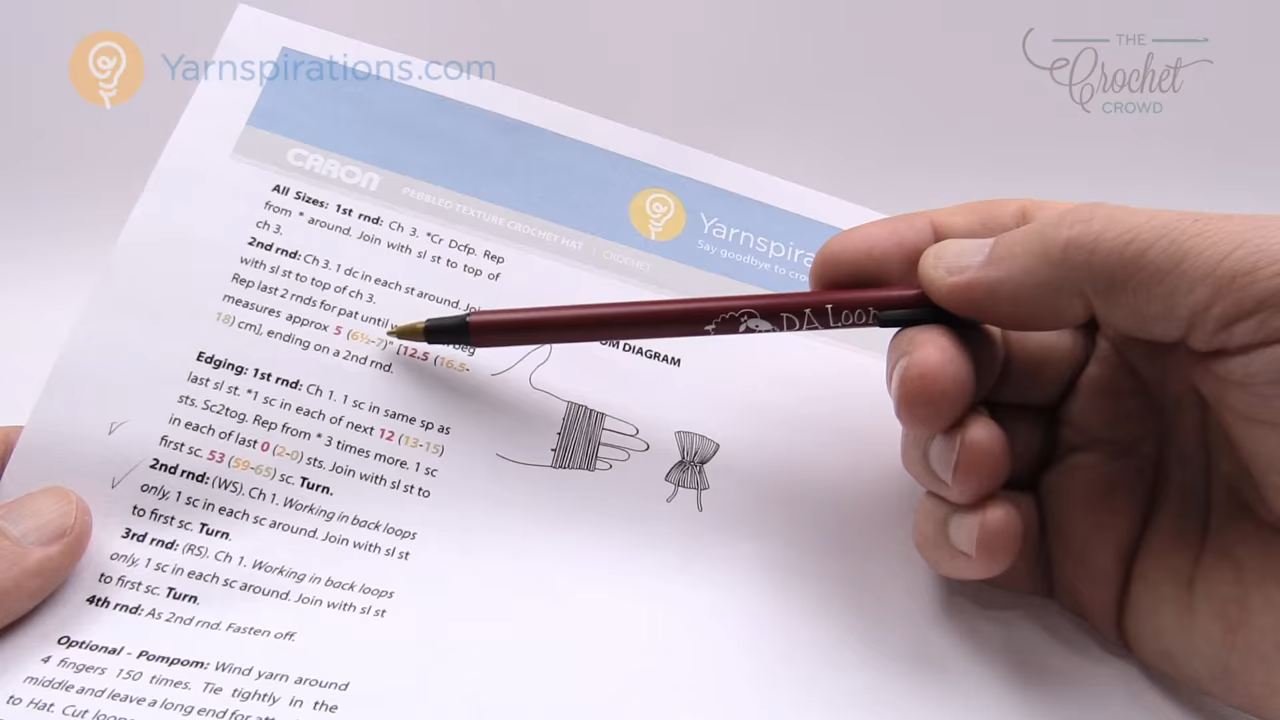 Yarnspirations.com
THE
Crochet
CROWD
CARON
PEBBLED TEXTURE CROCHET HAT | CROCHET
Say goodbye to
All Sizes: 1st rnd: Ch 3. *Cr Dcfp. Rep
from * around. Join with sl st to top of
ch 3.
2nd rnd: Ch 3. 1 dc in each st around.
with sl st to top of ch 3.
Rep last 2 rnds for pat until
measures approx 5 (6½-7)" [12.5 (16.5-
18) cm], ending on a 2nd rnd.
Edging: 1st rnd: Ch 1. 1 sc in same sp as
last sl st. *1 sc in each of next 12 (13-15)
sts. Sc2tog. Rep from * 3 times more. 1 sc
in each of last 0 (2-0) sts. Join with sl st to
first sc. 53 (59-65) sc. Turn.
2nd rnd: (WS). Ch 1. Working in back loops
only, 1 sc in each sc around. Join with sl st
to first sc. Turn.
3rd rnd: (RS). Ch 1. Working in back loops
only, 1 sc in each sc around. Join with sl st
to first sc. Turn.
4th rnd: As 2nd rnd. Fasten off.
Optional - Pompom: Wind yarn around
4 fingers 150 times. Tie tightly in the
middle and leave a long end for
to Hat. Cut
DIAGRAM
DA